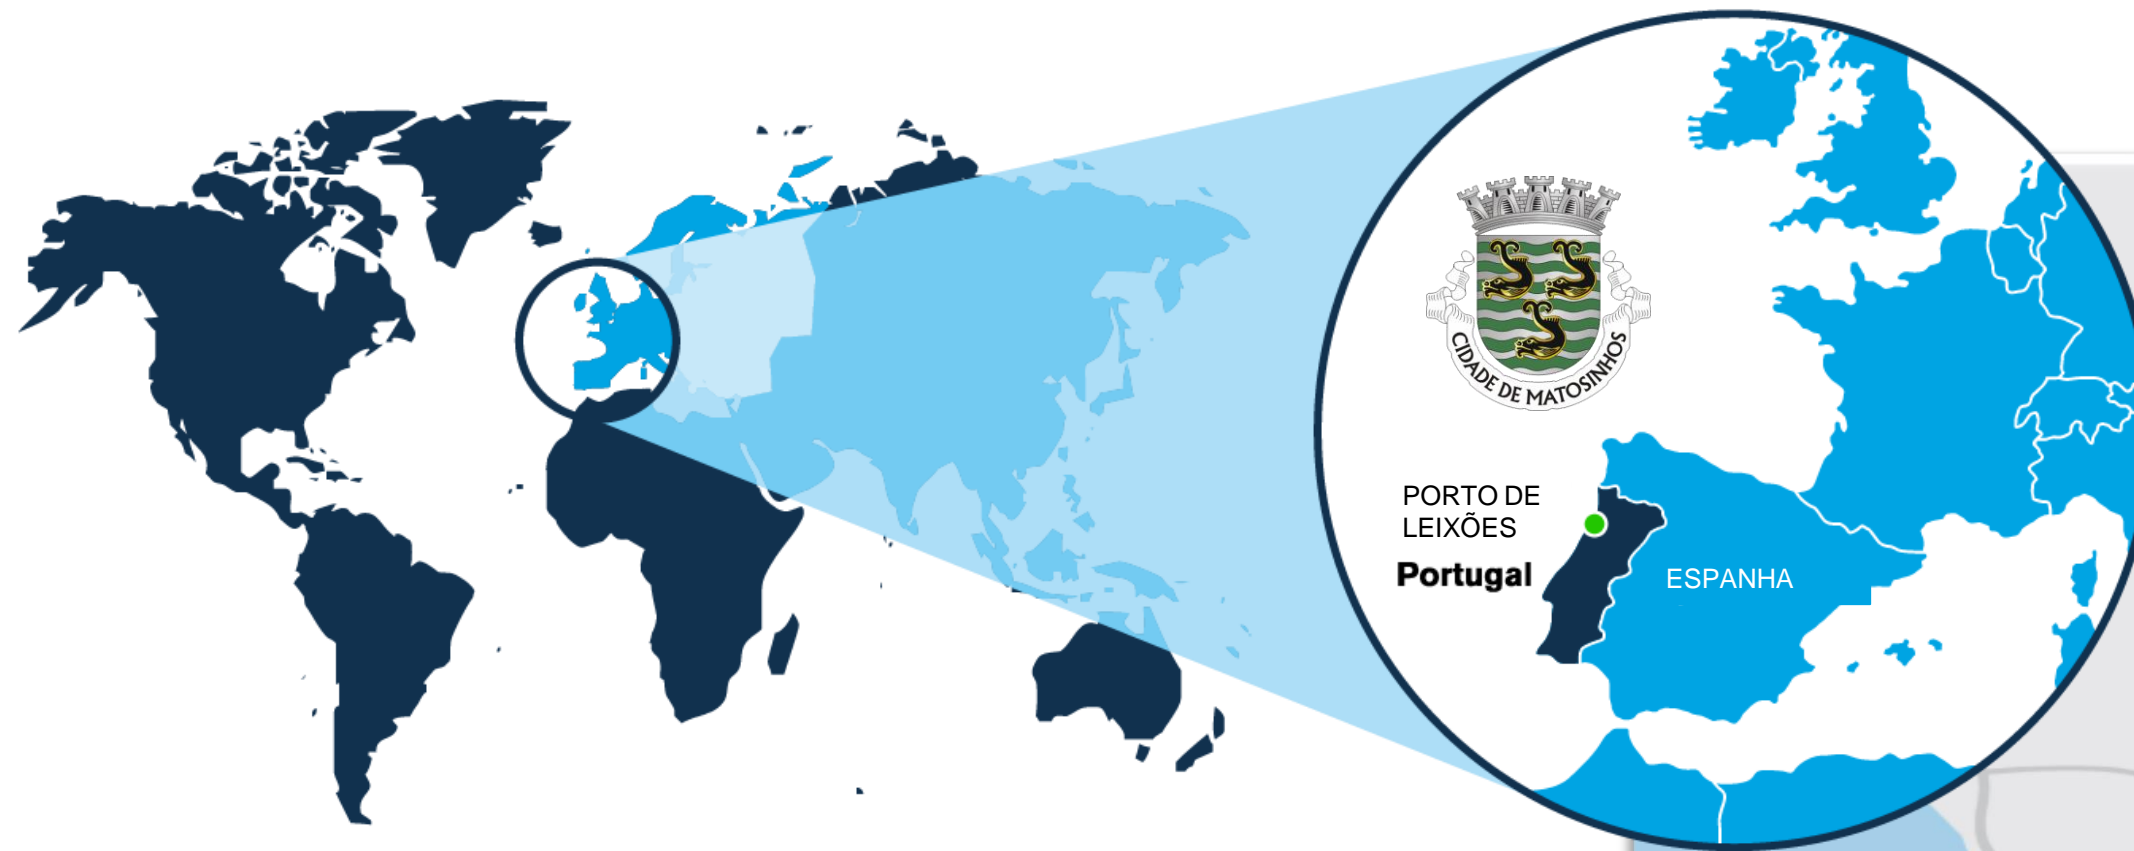 CIDADE DE MATOSINHOS
PORTO DE
LEIXÕES
Portugal
ESPANHA